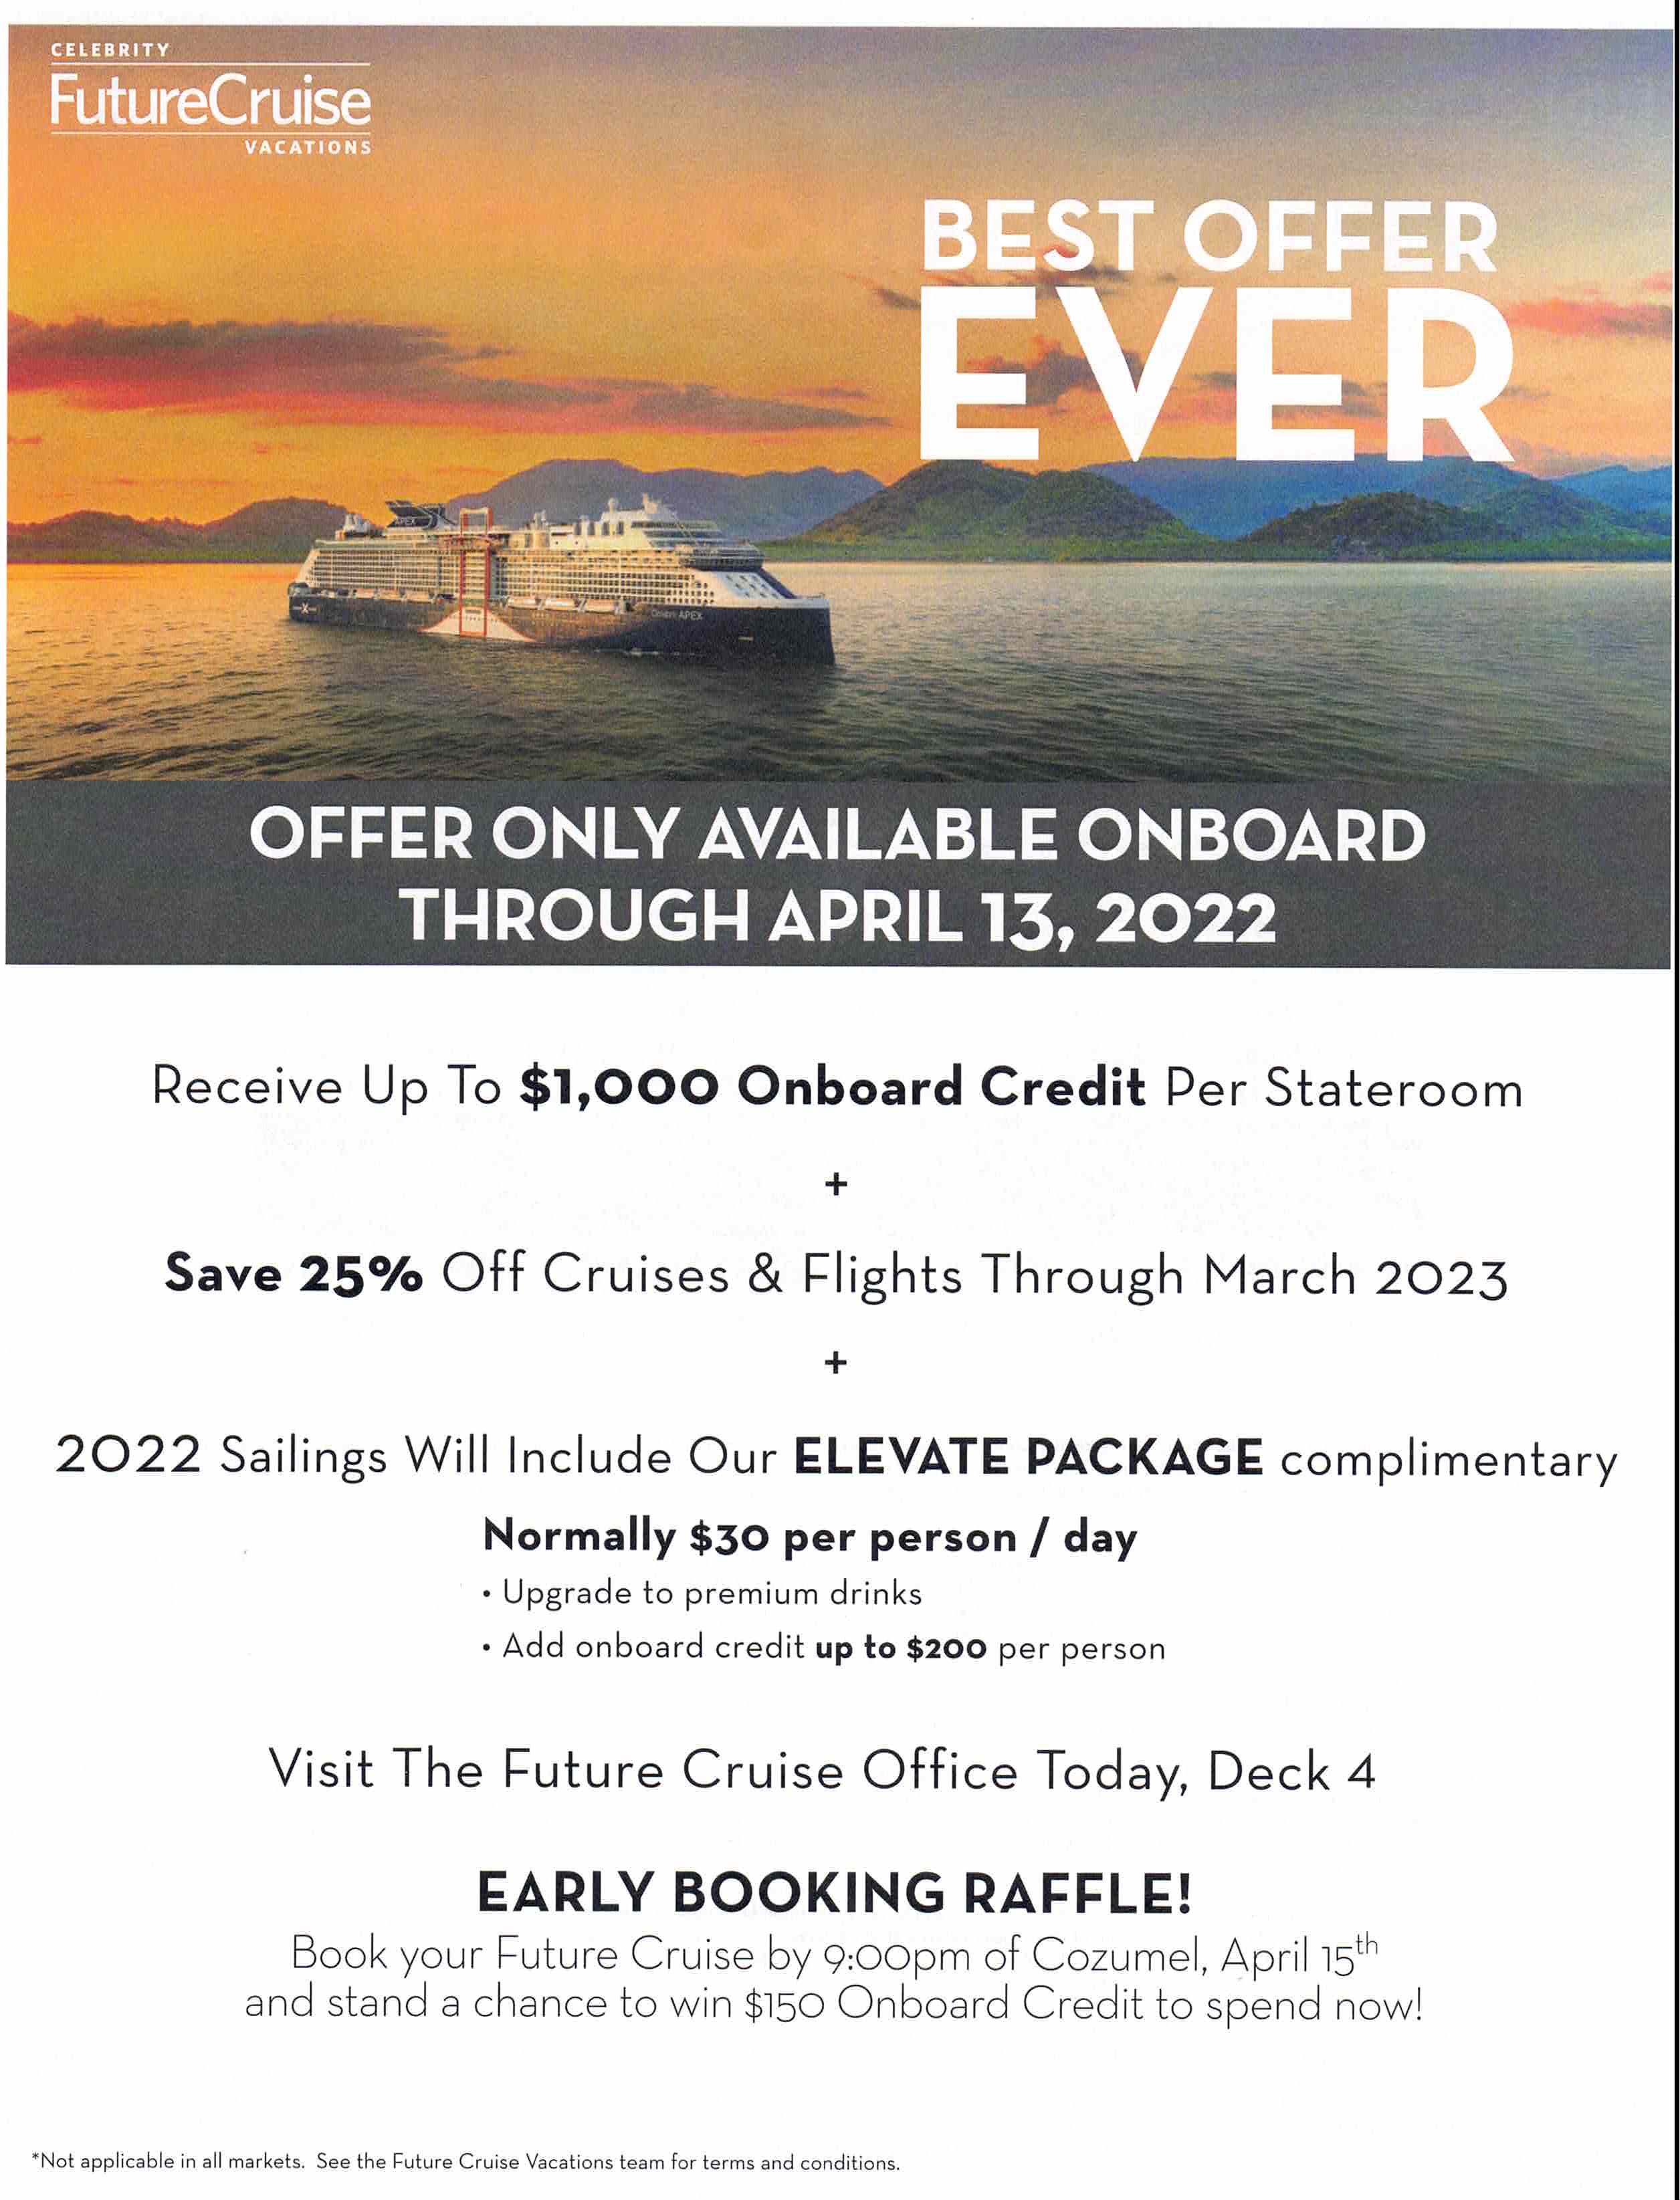 CELEBRITY
FutureCruise
VACATIONS
BEST OFFER
EVER
APEX
X
APEX
OFFER ONLY AVAILABLE ONBOARD
THROUGH APRIL 13, 2022
Receive Up To $1,000 Onboard Credit Per Stateroom
+
Save 25% Off Cruises & Flights Through March 2023
+
2022 Sailings Will Include Our ELEVATE PACKAGE complimentary
Normally $30 per person / day
• Upgrade to premium drinks
• Add onboard credit up to $200 per person
Visit The Future Cruise Office Today, Deck 4
EARLY BOOKING RAFFLE!
Book your Future Cruise by 9:00pm of Cozumel, April 15th
and stand a chance to win $150 Onboard Credit to spend now!
*Not applicable in all markets. See the Future Cruise Vacations team for terms and conditions.